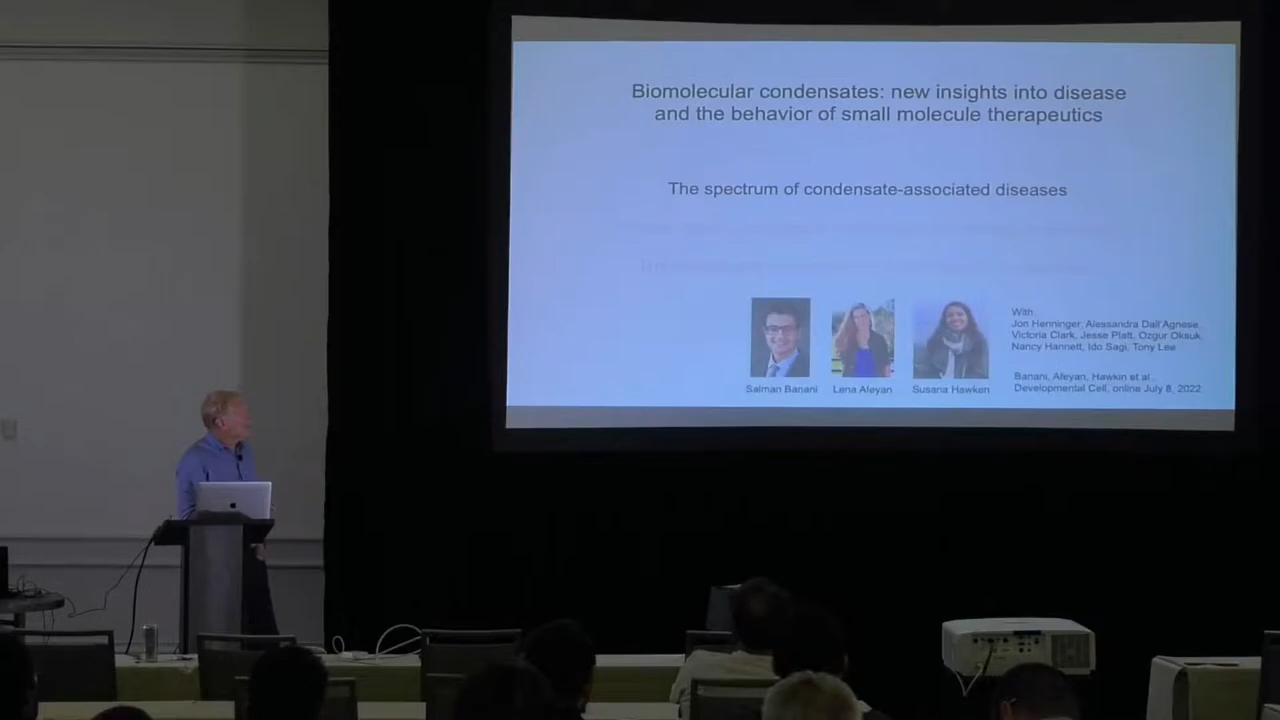 Biomolecular condensates: new insights into disease
and the behavior of small molecule therapeutics
The spectrum of condensate-associated diseases
Salman Banani
Lena Afeyan
Susana Hawken
With
Jon Henninger, Alessandra Dall'Agnese,
Victoria Clark, Jesse Platt, Ozgur Oksuk,
Nancy Hannett, Ido Sagi, Tony Lee
Banani, Afeyan, Hawkin et al.,
Developmental Cell, online July 8, 2022